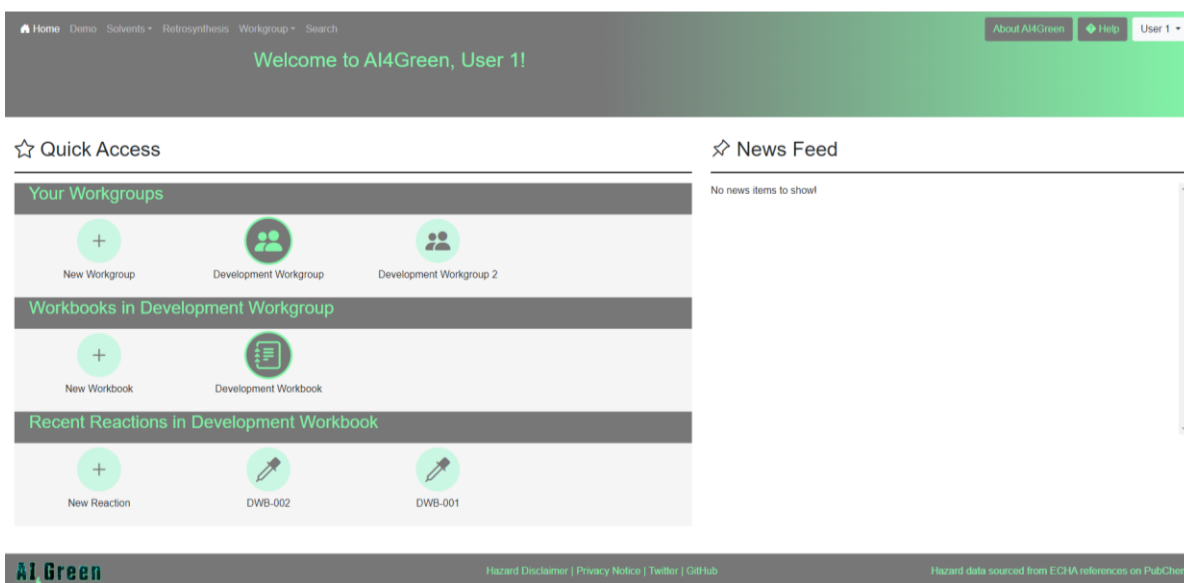 Home Demo Solvents Retrosynthesis Workgroup Search About AI4Green Help User 1
Welcome to AI4Green, User 1!
Quick Access
News Feed
Your Workgroups
No news items to show!
New Workgroup Development Workgroup Development Workgroup 2
Workbooks in Development Workgroup
New Workbook Development Workbook
Recent Reactions in Development Workbook
New Reaction DWB-002 DWB-001
AI4Green Hazard Disclaimer | Privacy Notice | Twitter | GitHub Hazard data sourced from ECHA references on PubChem